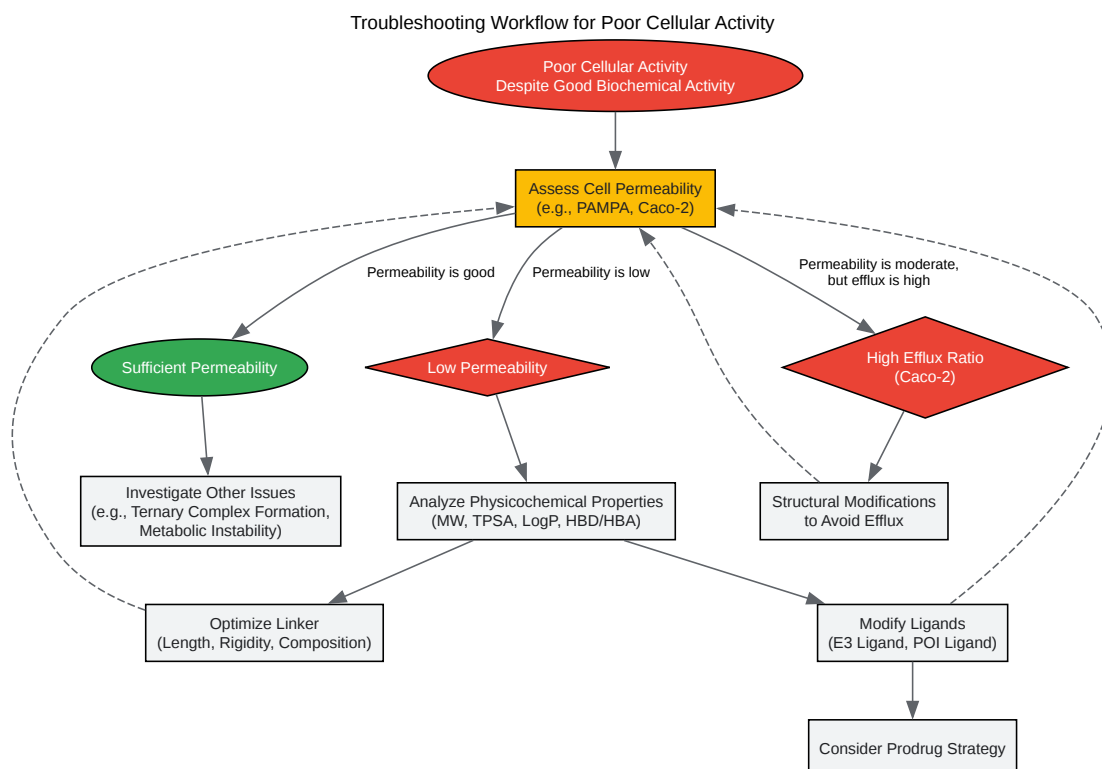 Troubleshooting Workflow for Poor Cellular Activity
Poor Cellular Activity
Despite Good Biochemical Activity
Assess Cell Permeability
(e.g., PAMPA, Caco-2)
Permeability is good
Permeability is low
Permeability is moderate,
but efflux is high
Sufficient Permeability
Low Permeability
High Efflux Ratio
(Caco-2)
Investigate Other Issues
(e.g., Ternary Complex Formation,
Metabolic Instability)
Analyze Physicochemical Properties
(MW, TPSA, LogP, HBD/HBA)
Structural Modifications
to Avoid Efflux
Optimize Linker
(Length, Rigidity, Composition)
Modify Ligands
(E3 Ligand, POI Ligand)
Consider Prodrug Strategy